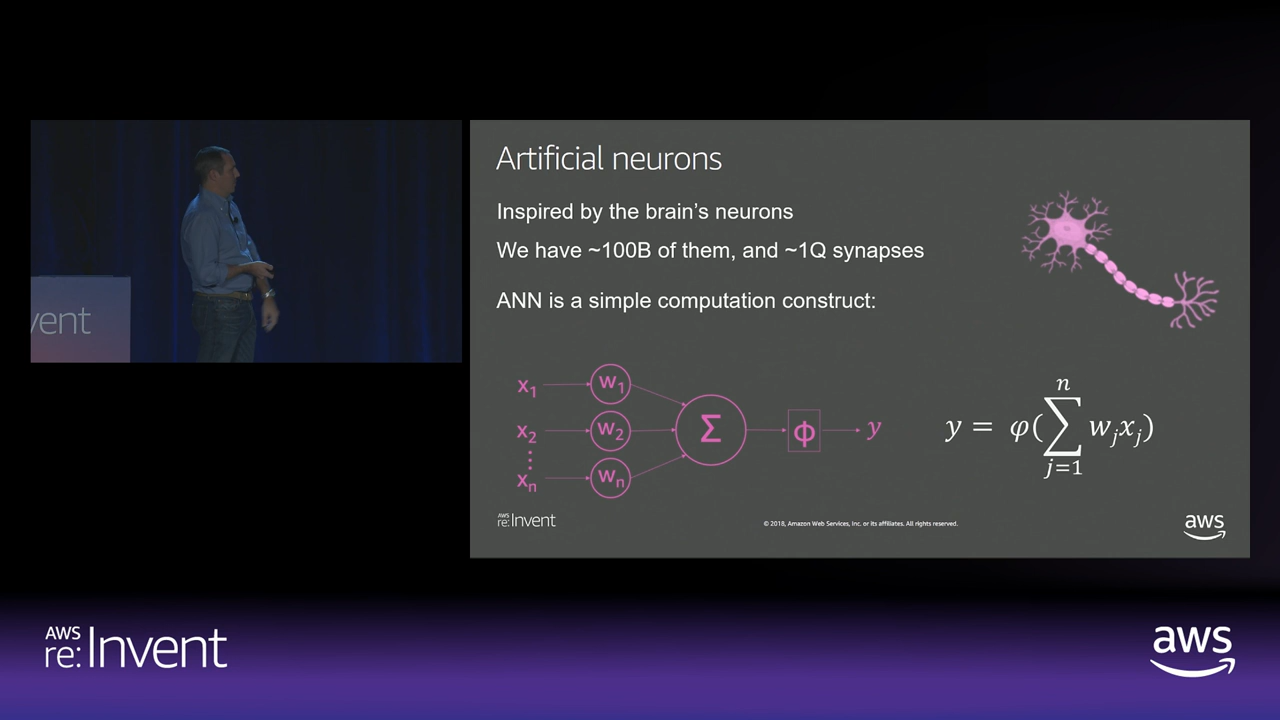 Artificial neurons
Inspired by the brain's neurons
We have ~100B of them, and ~1Q synapses
ANN is a simple computation construct:
x1 w1
x2 w2
⋮
xn wn
Σ ϕ y
y = φ(∑ⁿⱼ₌₁ wⱼxⱼ)
AWS
re:Invent
© 2018, Amazon Web Services, Inc. or its affiliates. All rights reserved.
aws
vent
AWS
re:Invent
aws